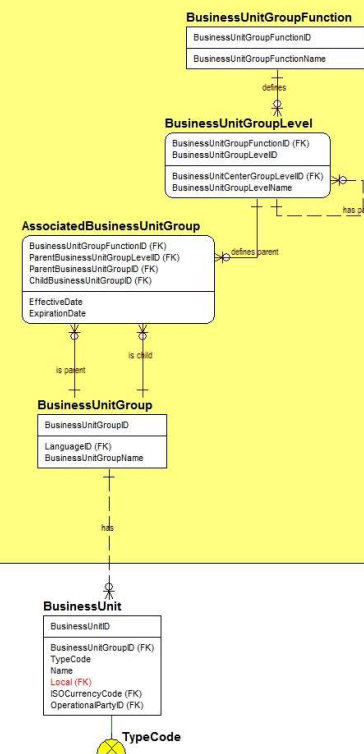 BusinessUnitGroupFunction
BusinessUnitGroupFunctionID
BusinessUnitGroupFunctionName
defines
BusinessUnitGroupLevel
BusinessUnitGroupFunctionID (FK)
BusinessUnitGroupLevelID
BusinessUnitCenterGroupLevelID (FK)
BusinessUnitGroupLevelName
has pa
AssociatedBusinessUnitGroup
BusinessUnitGroupFunctionID (FK)
ParentBusinessUnitGroupLevelID (FK)
ParentBusinessUnitGroupID (FK)
ChildBusinessUnitGroupID (FK)
EffectiveDate
ExpirationDate
defines parent
is parent
is child
BusinessUnitGroup
BusinessUnitGroupID
LanguageID (FK)
BusinessUnitGroupName
has
BusinessUnit
BusinessUnitID
BusinessUnitGroupID (FK)
TypeCode
Name
Local (FK)
ISOCurrencyCode (FK)
OperationalPartyID (FK)
TypeCode